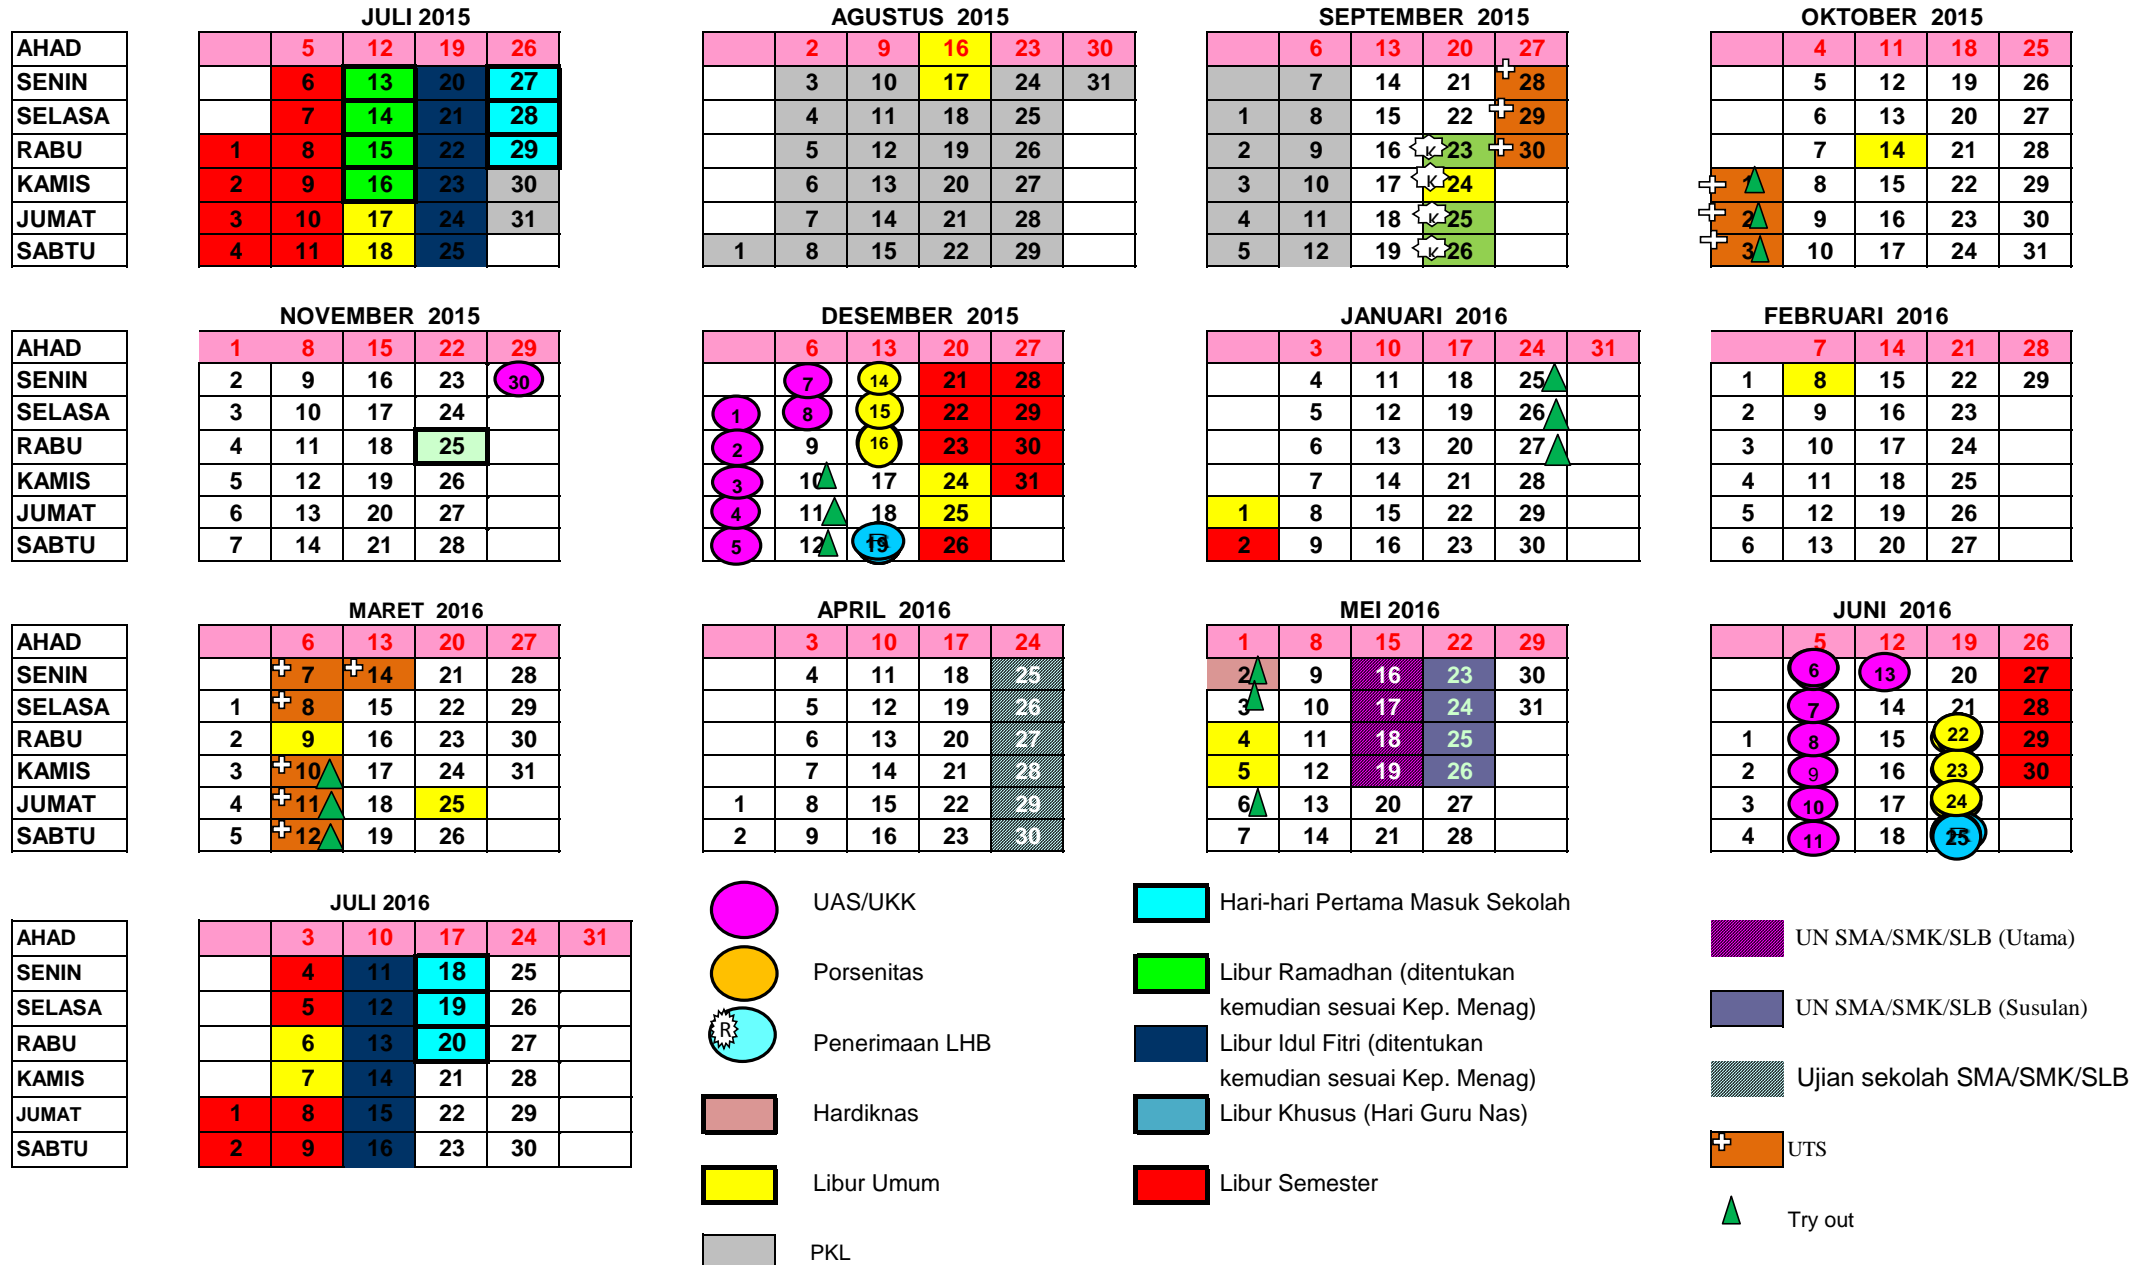 JULI 2015 AGUSTUS 2015 SEPTEMBER 2015 OKTOBER 2015
AHAD 5 12 19 26 2 9 16 23 30 6 13 20 27 4 11 18 25
SENIN 6 13 20 27 3 10 17 24 31 7 14 21 28 5 12 19 26
SELASA 7 14 21 28 4 11 18 25 1 8 15 22 29 6 13 20 27
RABU 1 8 15 22 29 5 12 19 26 2 9 16 K 23 30 7 14 21 28
KAMIS 2 9 16 23 30 6 13 20 27 3 10 17 K 24 1 8 15 22 29
JUMAT 3 10 17 24 31 7 14 21 28 4 11 18 K 25 2 9 16 23 30
SABTU 4 11 18 25 1 8 15 22 29 5 12 19 K 26 3 10 17 24 31
NOVEMBER 2015 DESEMBER 2015 JANUARI 2016 FEBRUARI 2016
AHAD 1 8 15 22 29 6 13 20 27 3 10 17 24 31 7 14 21 28
SENIN 2 9 16 23 30 7 14 21 28 4 11 18 25 1 8 15 22 29
SELASA 3 10 17 24 1 8 15 22 29 5 12 19 26 2 9 16 23
RABU 4 11 18 25 2 9 16 23 30 6 13 20 27 3 10 17 24
KAMIS 5 12 19 26 3 10 17 24 31 7 14 21 28 4 11 18 25
JUMAT 6 13 20 27 4 11 18 25 1 8 15 22 29 5 12 19 26
SABTU 7 14 21 28 5 12 19 26 2 9 16 23 30 6 13 20 27
MARET 2016 APRIL 2016 MEI 2016 JUNI 2016
AHAD 6 13 20 27 3 10 17 24 1 8 15 22 29 5 12 19 26
SENIN 7 14 21 28 4 11 18 25 2 9 16 23 30 6 13 20 27
SELASA 1 8 15 22 29 5 12 19 26 3 10 17 24 31 7 14 21 28
RABU 2 9 16 23 30 6 13 20 27 4 11 18 25 1 8 15 22 29
KAMIS 3 10 17 24 31 7 14 21 28 5 12 19 26 2 9 16 23 30
JUMAT 4 11 18 25 1 8 15 22 29 6 13 20 27 3 10 17 24
SABTU 5 12 19 26 2 9 16 23 30 7 14 21 28 4 11 18 25
JULI 2016
AHAD 3 10 17 24 31
SENIN 4 11 18 25
SELASA 5 12 19 26
RABU 6 13 20 27
KAMIS 7 14 21 28
JUMAT 1 8 15 22 29
SABTU 2 9 16 23 30
UAS/UKK
Porsenitas
R Penerimaan LHB
Hardiknas
Libur Umum
PKL
Hari-hari Pertama Masuk Sekolah
Libur Ramadhan (ditentukan
kemudian sesuai Kep. Menag)
Libur Idul Fitri (ditentukan
kemudian sesuai Kep. Menag)
Libur Khusus (Hari Guru Nas)
Libur Semester
UN SMA/SMK/SLB (Utama)
UN SMA/SMK/SLB (Susulan)
Ujian sekolah SMA/SMK/SLB
UTS
Try out